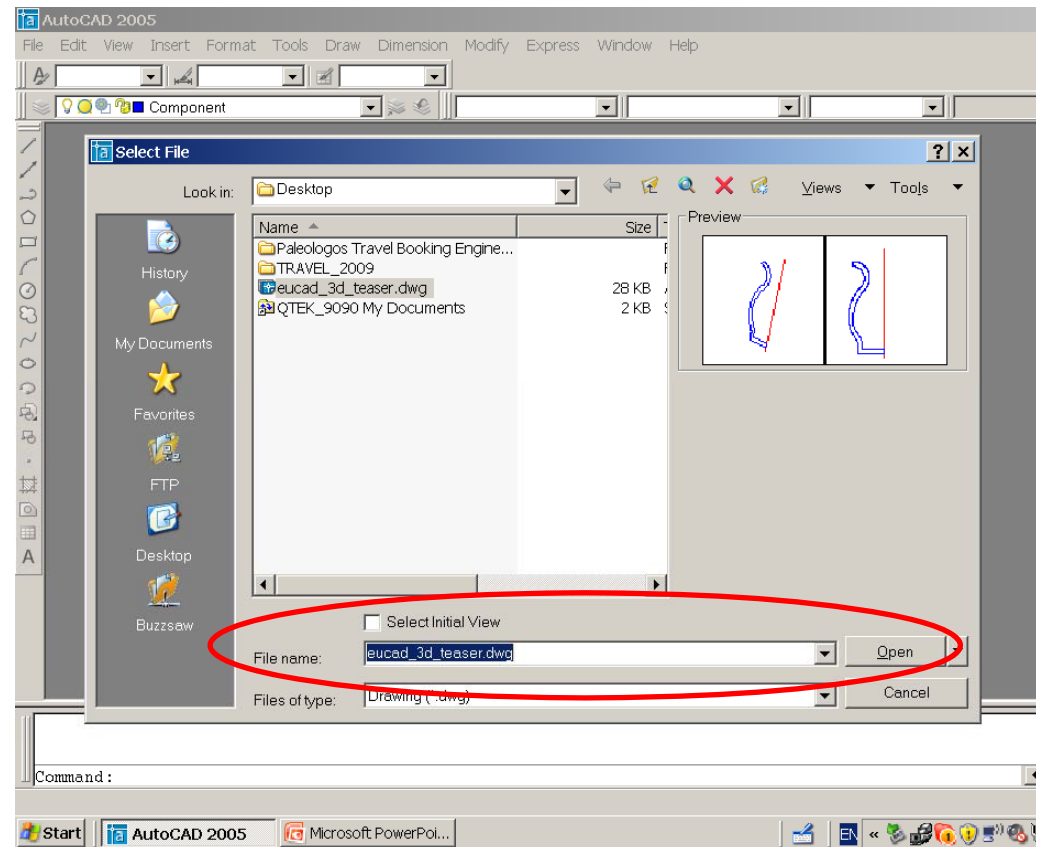 AutoCAD 2005
File Edit View Insert Format Tools Draw Dimension Modify Express Window Help
Component
Select File
Look in: Desktop Views Tools
Name Size
Preview
Paleologos Travel Booking Engine...
TRAVEL_2009
eucad_3d_teaser.dwg 28 KB
QTEK_9090 My Documents 2 KB
History
My Documents
Favorites
FTP
Desktop
Buzzsaw
Select Initial View
File name: eucad_3d_teaser.dwg Open
Files of type: Drawing (*.dwg) Cancel
Command:
Start AutoCAD 2005 Microsoft PowerPoi... EN «